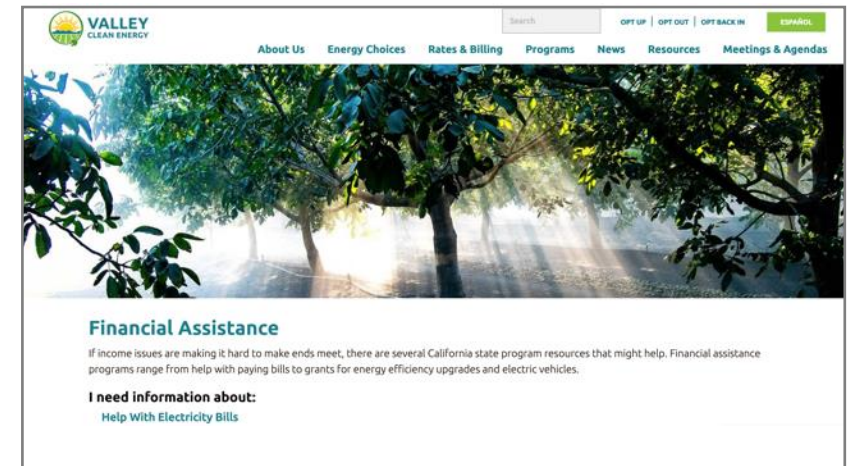 VALLEY
CLEAN ENERGY
Search
OPT UP | OPT OUT | OPT BACK IN
ESPAÑOL
About Us Energy Choices Rates & Billing Programs News Resources Meetings & Agendas
Financial Assistance
If income issues are making it hard to make ends meet, there are several California state program resources that might help. Financial assistance
programs range from help with paying bills to grants for energy efficiency upgrades and electric vehicles.
I need information about:
Help With Electricity Bills